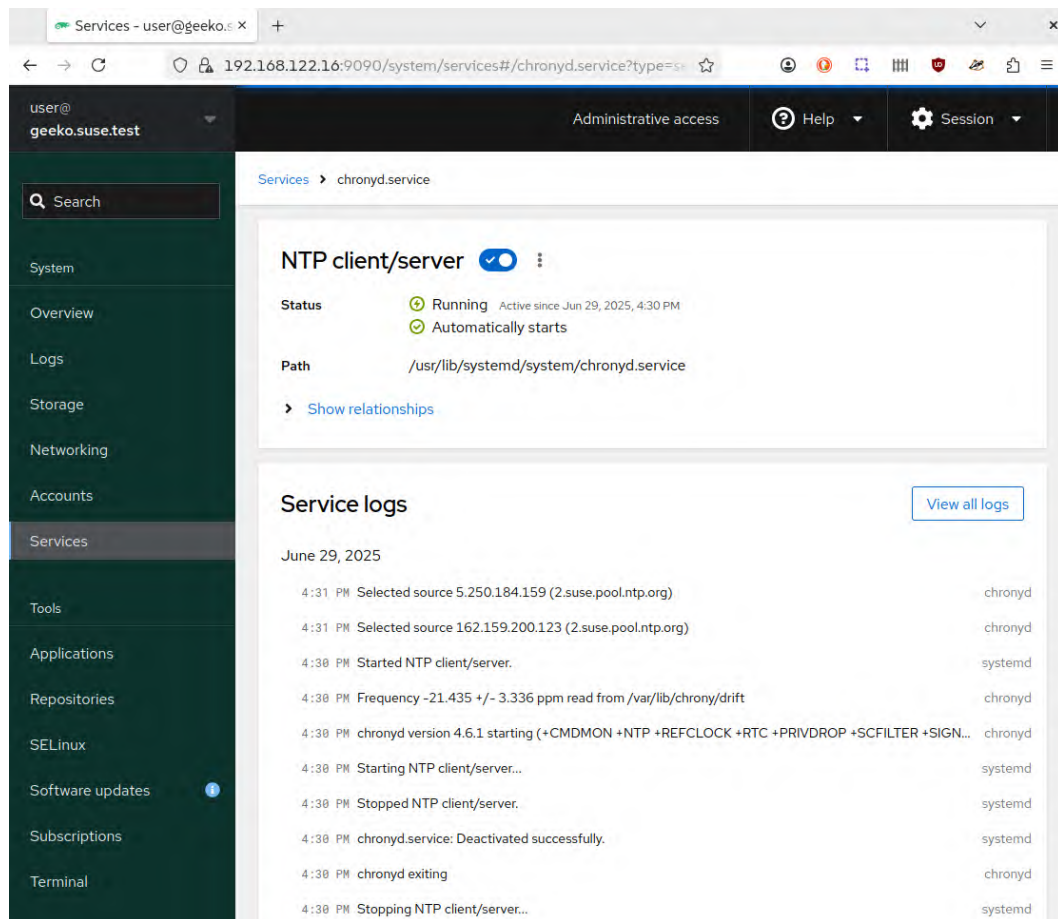 Services - user@geeko.s
192.168.122.16:9090/system/services#/chronyd.service?type=s
user@
geeko.suse.test
Administrative access
Help
Session
Search
System
Overview
Logs
Storage
Networking
Accounts
Services
Tools
Applications
Repositories
SELinux
Software updates
Subscriptions
Terminal
Services > chronyd.service
NTP client/server
Status Running Active since Jun 29, 2025, 4:30 PM
Automatically starts
Path /usr/lib/systemd/system/chronyd.service
Show relationships
Service logs View all logs
June 29, 2025
4:31 PM Selected source 5.250.184.159 (2.suse.pool.ntp.org) chronyd
4:31 PM Selected source 162.159.200.123 (2.suse.pool.ntp.org) chronyd
4:30 PM Started NTP client/server. systemd
4:30 PM Frequency -21.435 +/- 3.336 ppm read from /var/lib/chrony/drift chronyd
4:30 PM chronyd version 4.6.1 starting (+CMDMON +NTP +REFCLOCK +RTC +PRIVDROP +SCFILTER +SIGN... chronyd
4:30 PM Starting NTP client/server... systemd
4:30 PM Stopped NTP client/server. systemd
4:30 PM chronyd.service: Deactivated successfully. systemd
4:30 PM chronyd exiting chronyd
4:30 PM Stopping NTP client/server... systemd